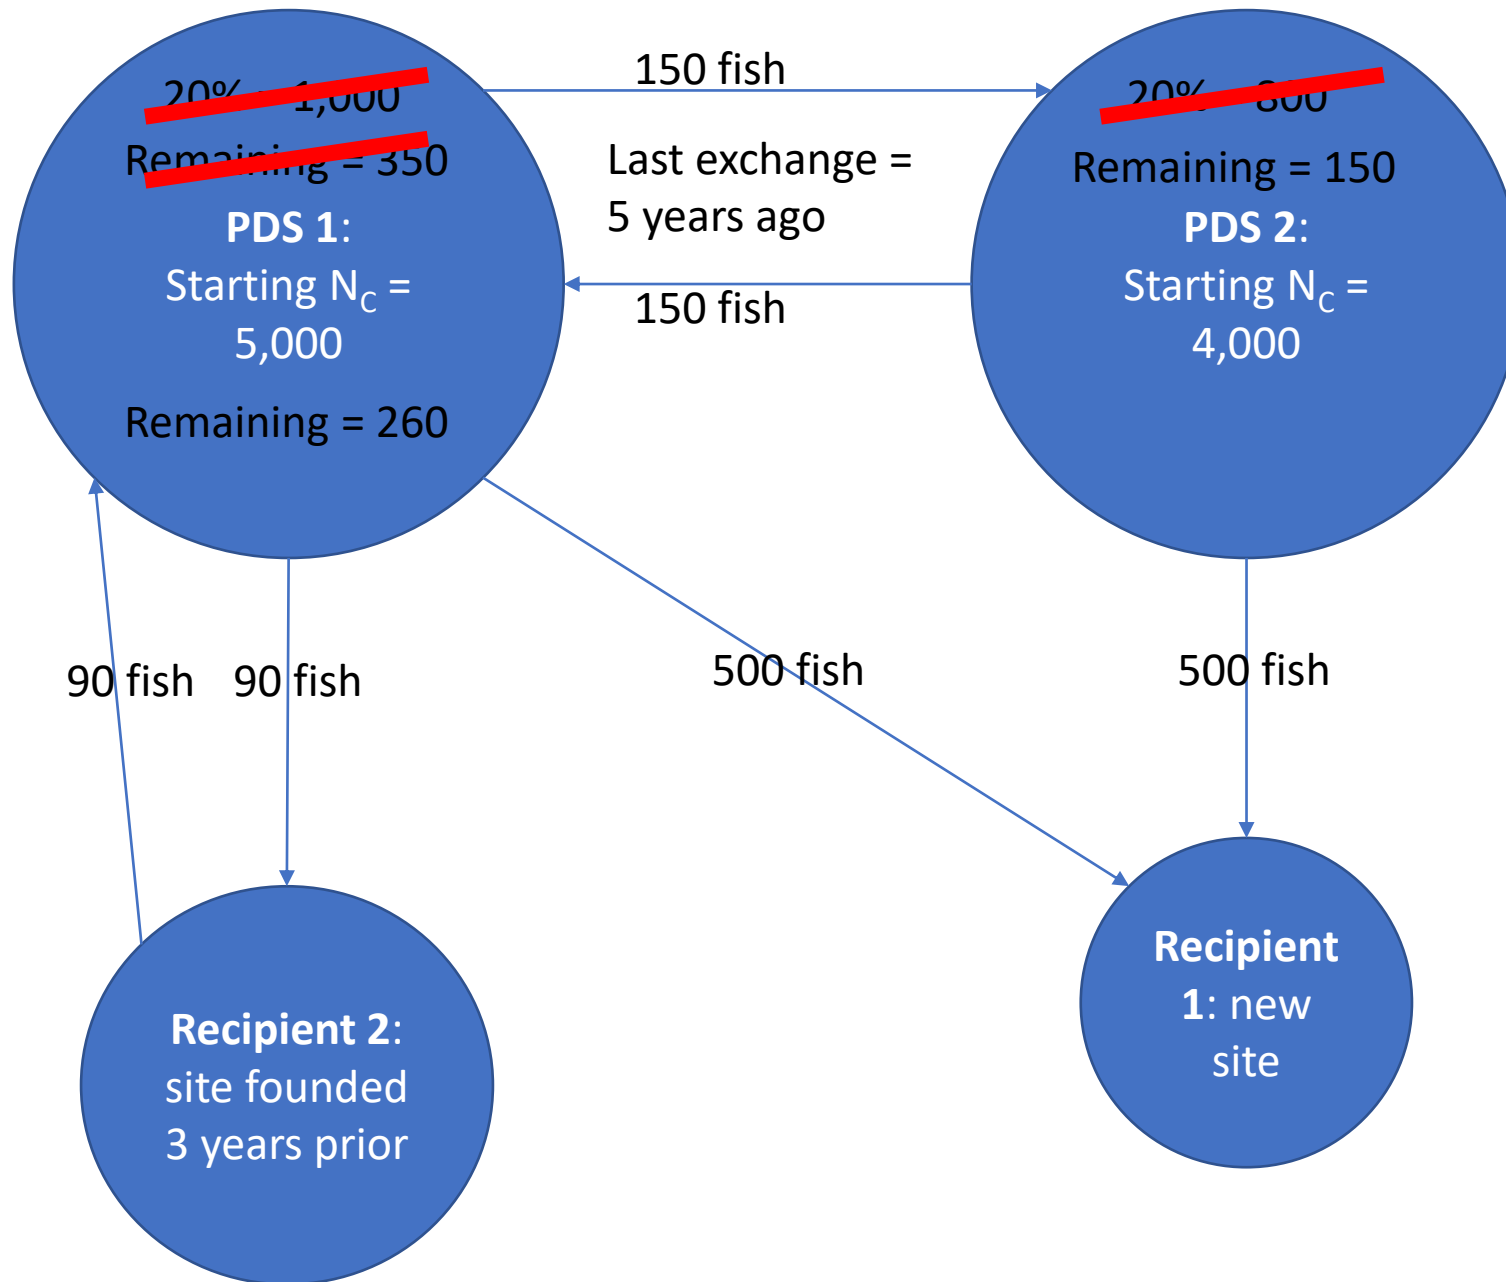 20% = 1,000
Remaining = 350
PDS 1:
Starting N_C =
5,000
Remaining = 260
150 fish
Last exchange =
5 years ago
150 fish
20% = 800
Remaining = 150
PDS 2:
Starting N_C =
4,000
90 fish
90 fish
500 fish
500 fish
Recipient 2:
site founded
3 years prior
Recipient
1: new
site